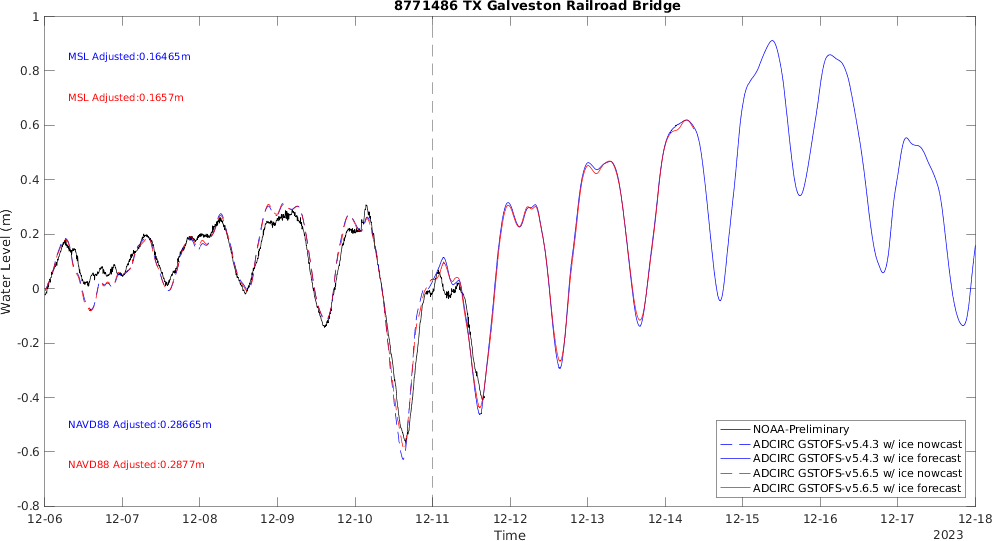 8771486 TX Galveston Railroad Bridge
1
0.8
0.6
0.4
0.2
0
-0.2
-0.4
-0.6
-0.8
Water Level (m)
MSL Adjusted:0.16465m
MSL Adjusted:0.1657m
NAVD88 Adjusted:0.28665m
NAVD88 Adjusted:0.2877m
NOAA-Preliminary
ADCIRC GSTOFS-v5.4.3 w/ ice nowcast
ADCIRC GSTOFS-v5.4.3 w/ ice forecast
ADCIRC GSTOFS-v5.6.5 w/ ice nowcast
ADCIRC GSTOFS-v5.6.5 w/ ice forecast
12-06 12-07 12-08 12-09 12-10 12-11 12-12 12-13 12-14 12-15 12-16 12-17 12-18
Time
2023